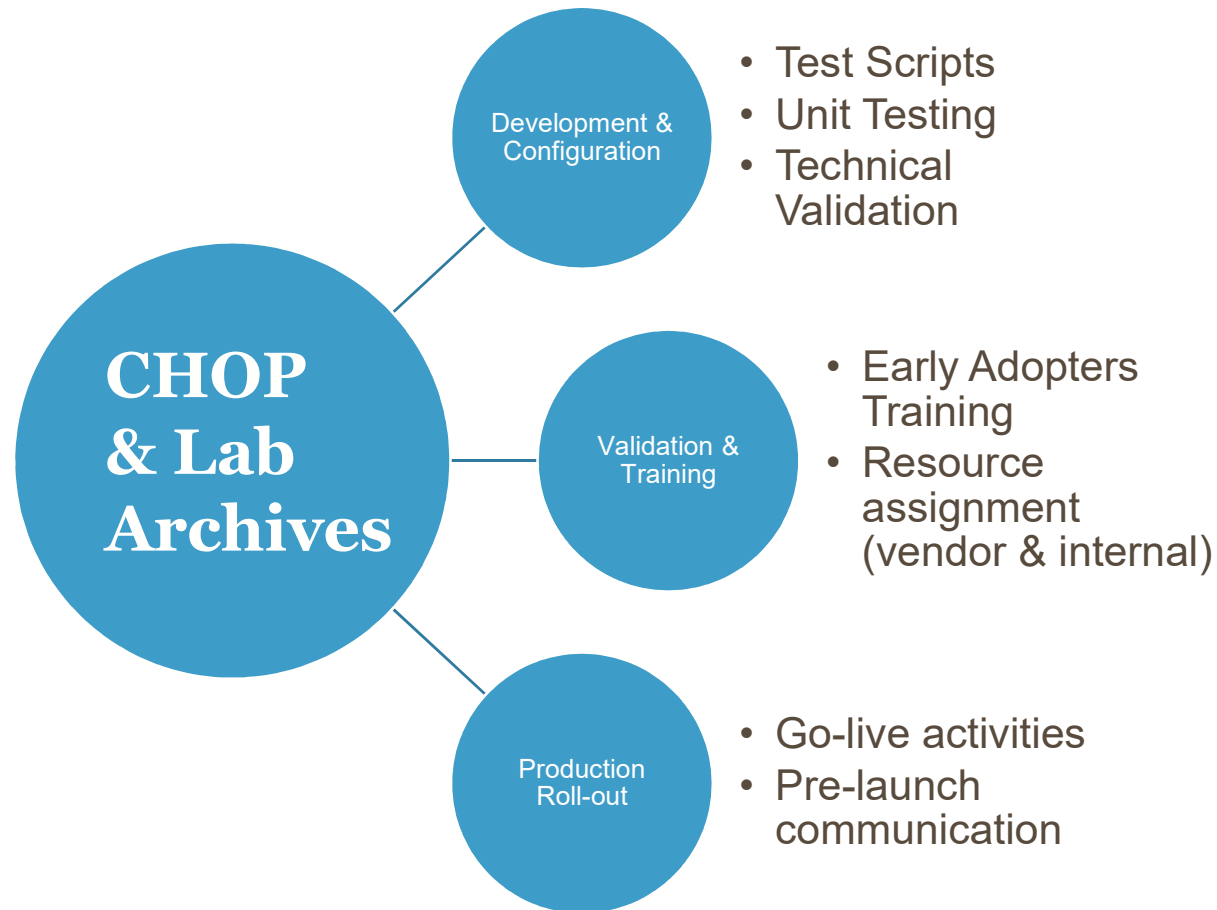 CHOP
& Lab
Archives
Development &
Configuration
• Test Scripts
• Unit Testing
• Technical
Validation
Validation &
Training
• Early Adopters
Training
• Resource
assignment
(vendor & internal)
Production
Roll-out
• Go-live activities
• Pre-launch
communication